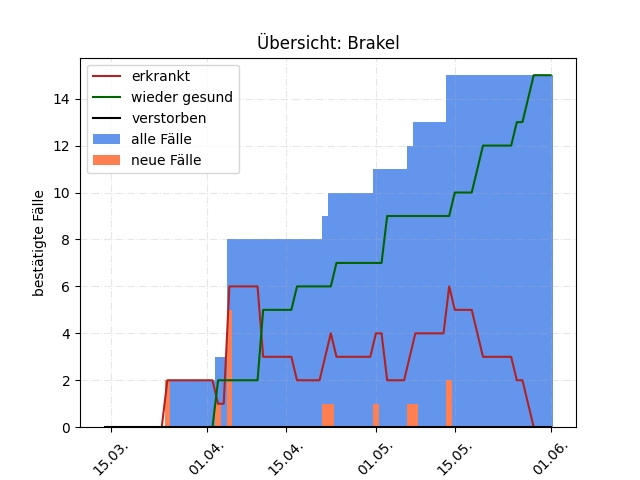 Übersicht: Brakel
erkrankt
wieder gesund
verstorben
alle Fälle
neue Fälle
bestätigte Fälle
14
12
10
8
6
4
2
0
15.03.
01.04.
15.04.
01.05.
15.05.
01.06.